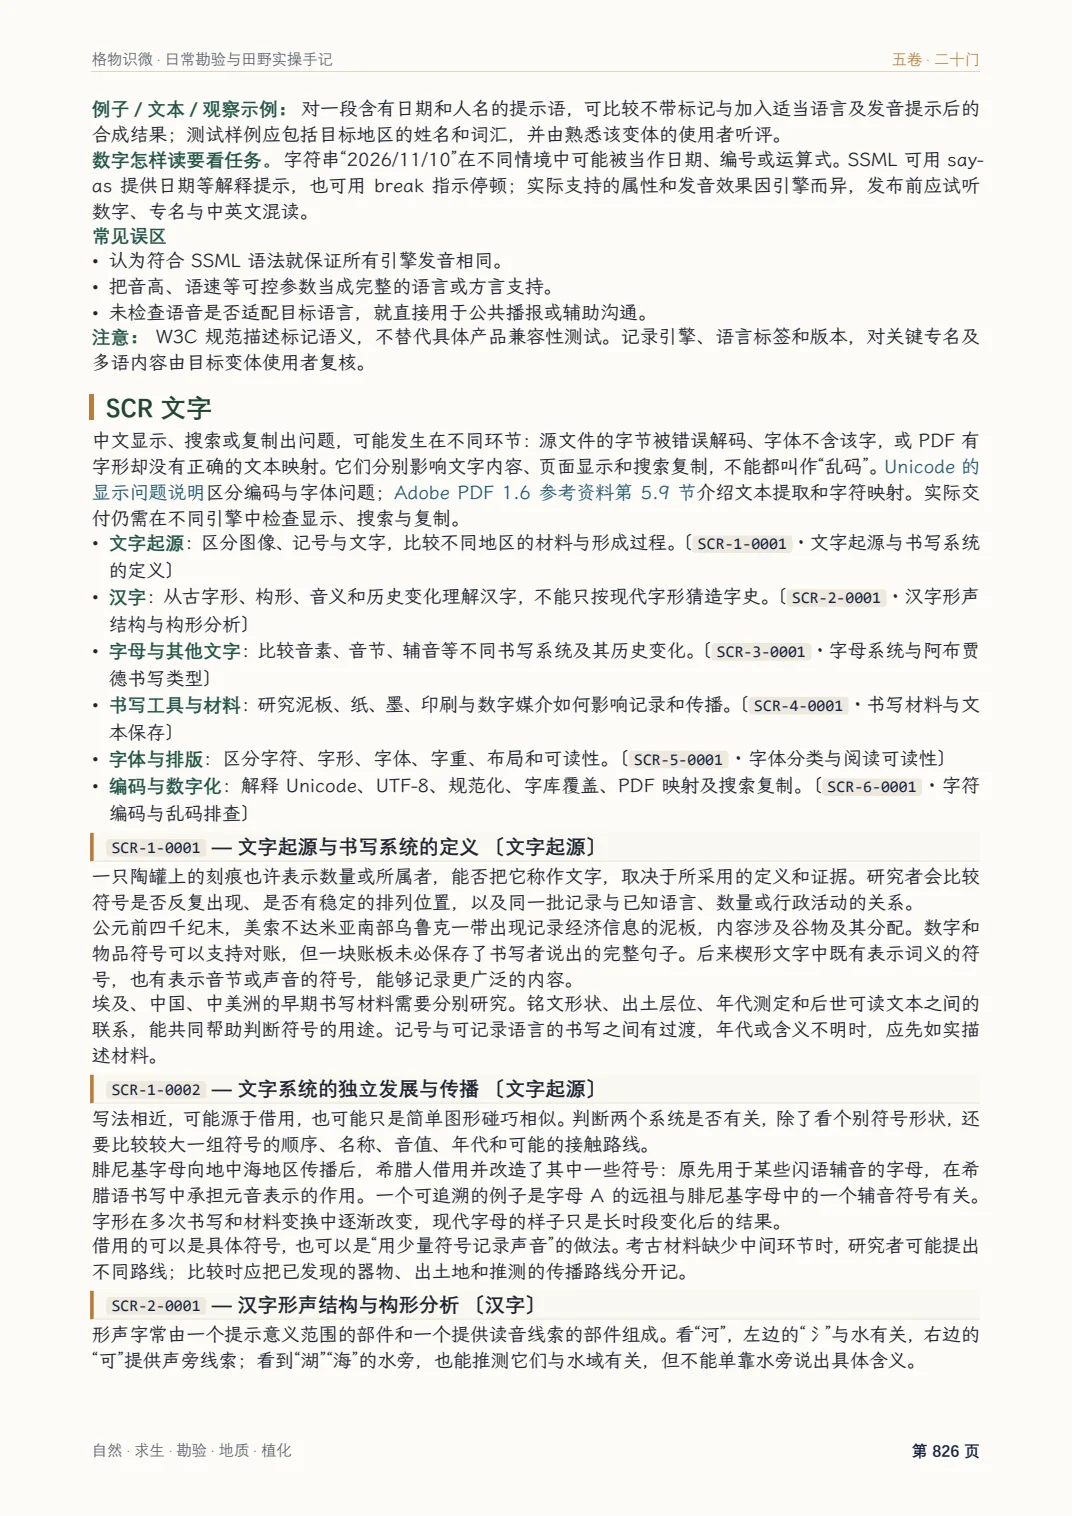 格物识微 · 日常勘验与田野实操手记
五卷 · 二十门
例子 / 文本 / 观察示例： 对一段含有日期和人名的提示语，可比较不带标记与加入适当语言及发音提示后的
合成结果；测试样例应包括目标地区的姓名和词汇，并由熟悉该变体的使用者听评。
数字怎样读要看任务。 字符串“2026/11/10”在不同情境中可能被当作日期、编号或运算式。SSML 可用 say-
as 提供日期等解释提示，也可用 break 指示停顿；实际支持的属性和发音效果因引擎而异，发布前应试听
数字、专名与中英文混读。
常见误区
• 认为符合 SSML 语法就保证所有引擎发音相同。
• 把音高、语速等可控参数当成完整的语言或方言支持。
• 未检查语音是否适配目标语言，就直接用于公共播报或辅助沟通。
注意： W3C 规范描述标记语义，不替代具体产品兼容性测试。记录引擎、语言标签和版本，对关键专名及
多语内容由目标变体使用者复核。
SCR 文字
中文显示、搜索或复制出问题，可能发生在不同环节：源文件的字节被错误解码、字体不含该字，或 PDF 有
字形却没有正确的文本映射。它们分别影响文字内容、页面显示和搜索复制，不能都叫作“乱码”。Unicode 的
显示问题说明区分编码与字体问题；Adobe PDF 1.6 参考资料第 5.9 节介绍文本提取和字符映射。实际交
付仍需在不同引擎中检查显示、搜索与复制。
• 文字起源：区分图像、记号与文字，比较不同地区的材料与形成过程。〔SCR-1-0001 · 文字起源与书写系统
的定义〕
• 汉字：从古字形、构形、音义和历史变化理解汉字，不能只按现代字形猜造字史。〔SCR-2-0001 · 汉字形声
结构与构形分析〕
• 字母与其他文字：比较音素、音节、辅音等不同书写系统及其历史变化。〔SCR-3-0001 · 字母系统与阿布贾
德书写类型〕
• 书写工具与材料：研究泥板、纸、墨、印刷与数字媒介如何影响记录和传播。〔SCR-4-0001 · 书写材料与文
本保存〕
• 字体与排版：区分字符、字形、字体、字重、布局和可读性。〔SCR-5-0001 · 字体分类与阅读可读性〕
• 编码与数字化：解释 Unicode、UTF-8、规范化、字库覆盖、PDF 映射及搜索复制。〔SCR-6-0001 · 字符
编码与乱码排查〕
SCR-1-0001 — 文字起源与书写系统的定义 〔文字起源〕
一只陶罐上的刻痕也许表示数量或所属者，能否把它称作文字，取决于所采用的定义和证据。研究者会比较
符号是否反复出现、是否有稳定的排列位置，以及同一批记录与已知语言、数量或行政活动的关系。
公元前四千纪末，美索不达米亚南部乌鲁克一带出现记录经济信息的泥板，内容涉及谷物及其分配。数字和
物品符号可以支持对账，但一块账板未必保存了书写者说出的完整句子。后来楔形文字中既有表示词义的符
号，也有表示音节或声音的符号，能够记录更广泛的内容。
埃及、中国、中美洲的早期书写材料需要分别研究。铭文形状、出土层位、年代测定和后世可读文本之间的
联系，能共同帮助判断符号的用途。记号与可记录语言的书写之间有过渡，年代或含义不明时，应先如实描
述材料。
SCR-1-0002 — 文字系统的独立发展与传播 〔文字起源〕
写法相近，可能源于借用，也可能只是简单图形碰巧相似。判断两个系统是否有关，除了看个别符号形状，还
要比较较大一组符号的顺序、名称、音值、年代和可能的接触路线。
腓尼基字母向地中海地区传播后，希腊人借用并改造了其中一些符号：原先用于某些闪语辅音的字母，在希
腊语书写中承担元音表示的作用。一个可追溯的例子是字母 A 的远祖与腓尼基字母中的一个辅音符号有关。
字形在多次书写和材料变换中逐渐改变，现代字母的样子只是长时段变化后的结果。
借用的可以是具体符号，也可以是“用少量符号记录声音”的做法。考古材料缺少中间环节时，研究者可能提出
不同路线；比较时应把已发现的器物、出土地和推测的传播路线分开记。
SCR-2-0001 — 汉字形声结构与构形分析 〔汉字〕
形声字常由一个提示意义范围的部件和一个提供读音线索的部件组成。看“河”，左边的“氵”与水有关，右边的
“可”提供声旁线索；看到“湖”“海”的水旁，也能推测它们与水域有关，但不能单靠水旁说出具体含义。
自然 · 求生 · 勘验 · 地质 · 植化
第 826 页